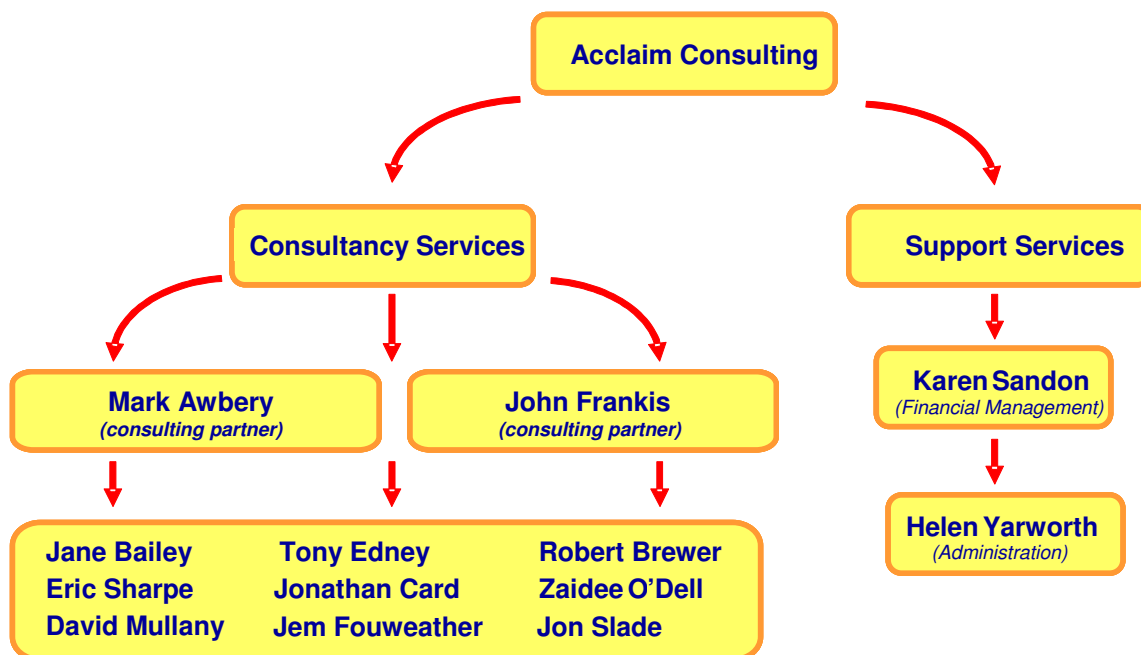 Acclaim Consulting
Consultancy Services
Support Services
Mark Awbery
(consulting partner)
John Frankis
(consulting partner)
Karen Sandon
(Financial Management)
Helen Yarworth
(Administration)
Jane Bailey
Tony Edney
Robert Brewer
Eric Sharpe
Jonathan Card
Zaidee O’Dell
David Mullany
Jem Fouweather
Jon Slade